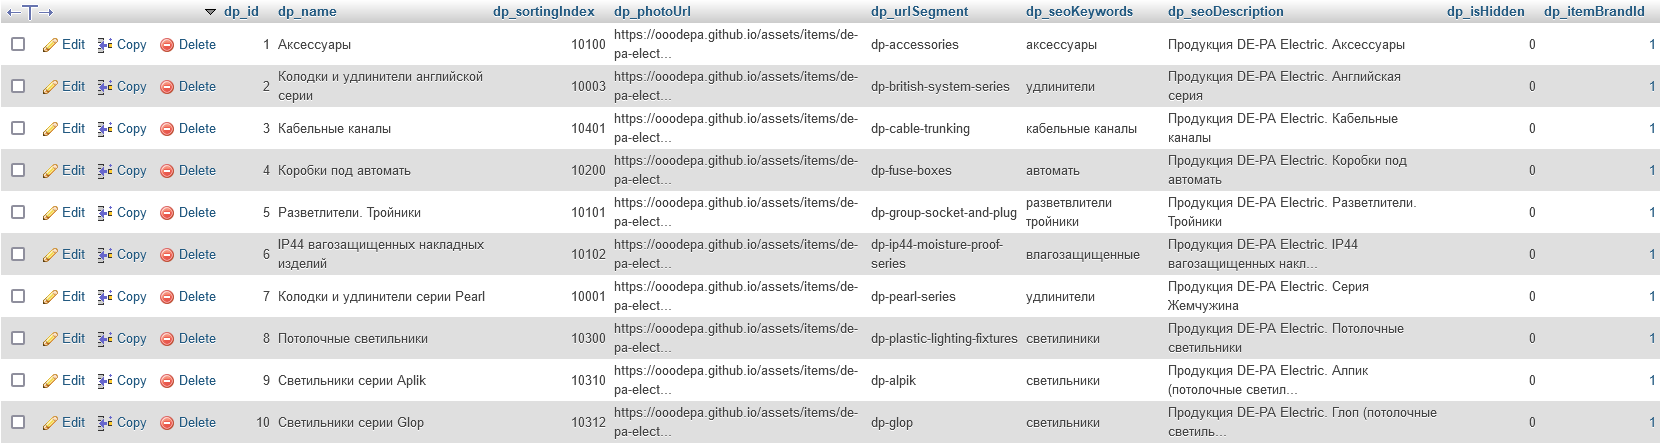 dp_id dp_name dp_sortingIndex dp_photoUrl dp_urlSegment dp_seoKeywords dp_seoDescription dp_isHidden dp_itemBrandId
Edit Copy Delete 1 Аксессуары 10100 https://ooodepa.github.io/assets/items/de-
pa-elect... dp-accessories аксессуары Продукция DE-PA Electric. Аксессуары 0 1
Edit Copy Delete 2 Колодки и удлинители английской
серии 10003 https://ooodepa.github.io/assets/items/de-
pa-elect... dp-british-system-series удлинители Продукция DE-PA Electric. Английская
серия 0 1
Edit Copy Delete 3 Кабельные каналы 10401 https://ooodepa.github.io/assets/items/de-
pa-elect... dp-cable-trunking кабельные каналы Продукция DE-PA Electric. Кабельные
каналы 0 1
Edit Copy Delete 4 Коробки под автомать 10200 https://ooodepa.github.io/assets/items/de-
pa-elect... dp-fuse-boxes автомать Продукция DE-PA Electric. Коробки под
автомать 0 1
Edit Copy Delete 5 Разветлители. Тройники 10101 https://ooodepa.github.io/assets/items/de-
pa-elect... dp-group-socket-and-plug разветвлители
тройники Продукция DE-PA Electric. Разветлители.
Тройники 0 1
Edit Copy Delete 6 IP44 вагозащищенных накладных
изделий 10102 https://ooodepa.github.io/assets/items/de-
pa-elect... dp-ip44-moisture-proof-
series влагозащищенные Продукция DE-PA Electric. IP44
вагозащищенных накл... 0 1
Edit Copy Delete 7 Колодки и удлинители серии Pearl 10001 https://ooodepa.github.io/assets/items/de-
pa-elect... dp-pearl-series удлинители Продукция DE-PA Electric. Серия
Жемчужина 0 1
Edit Copy Delete 8 Потолочные светильники 10300 https://ooodepa.github.io/assets/items/de-
pa-elect... dp-plastic-lighting-fixtures светилиники Продукция DE-PA Electric. Потолочные
светильники 0 1
Edit Copy Delete 9 Светильники серии Aplik 10310 https://ooodepa.github.io/assets/items/de-
pa-elect... dp-alpik светильники Продукция DE-PA Electric. Алпик
(потолочные светил... 0 1
Edit Copy Delete 10 Светильники серии Glop 10312 https://ooodepa.github.io/assets/items/de-
pa-elect... dp-glop светильники Продукция DE-PA Electric. Глоп (потолочные
светиль... 0 1